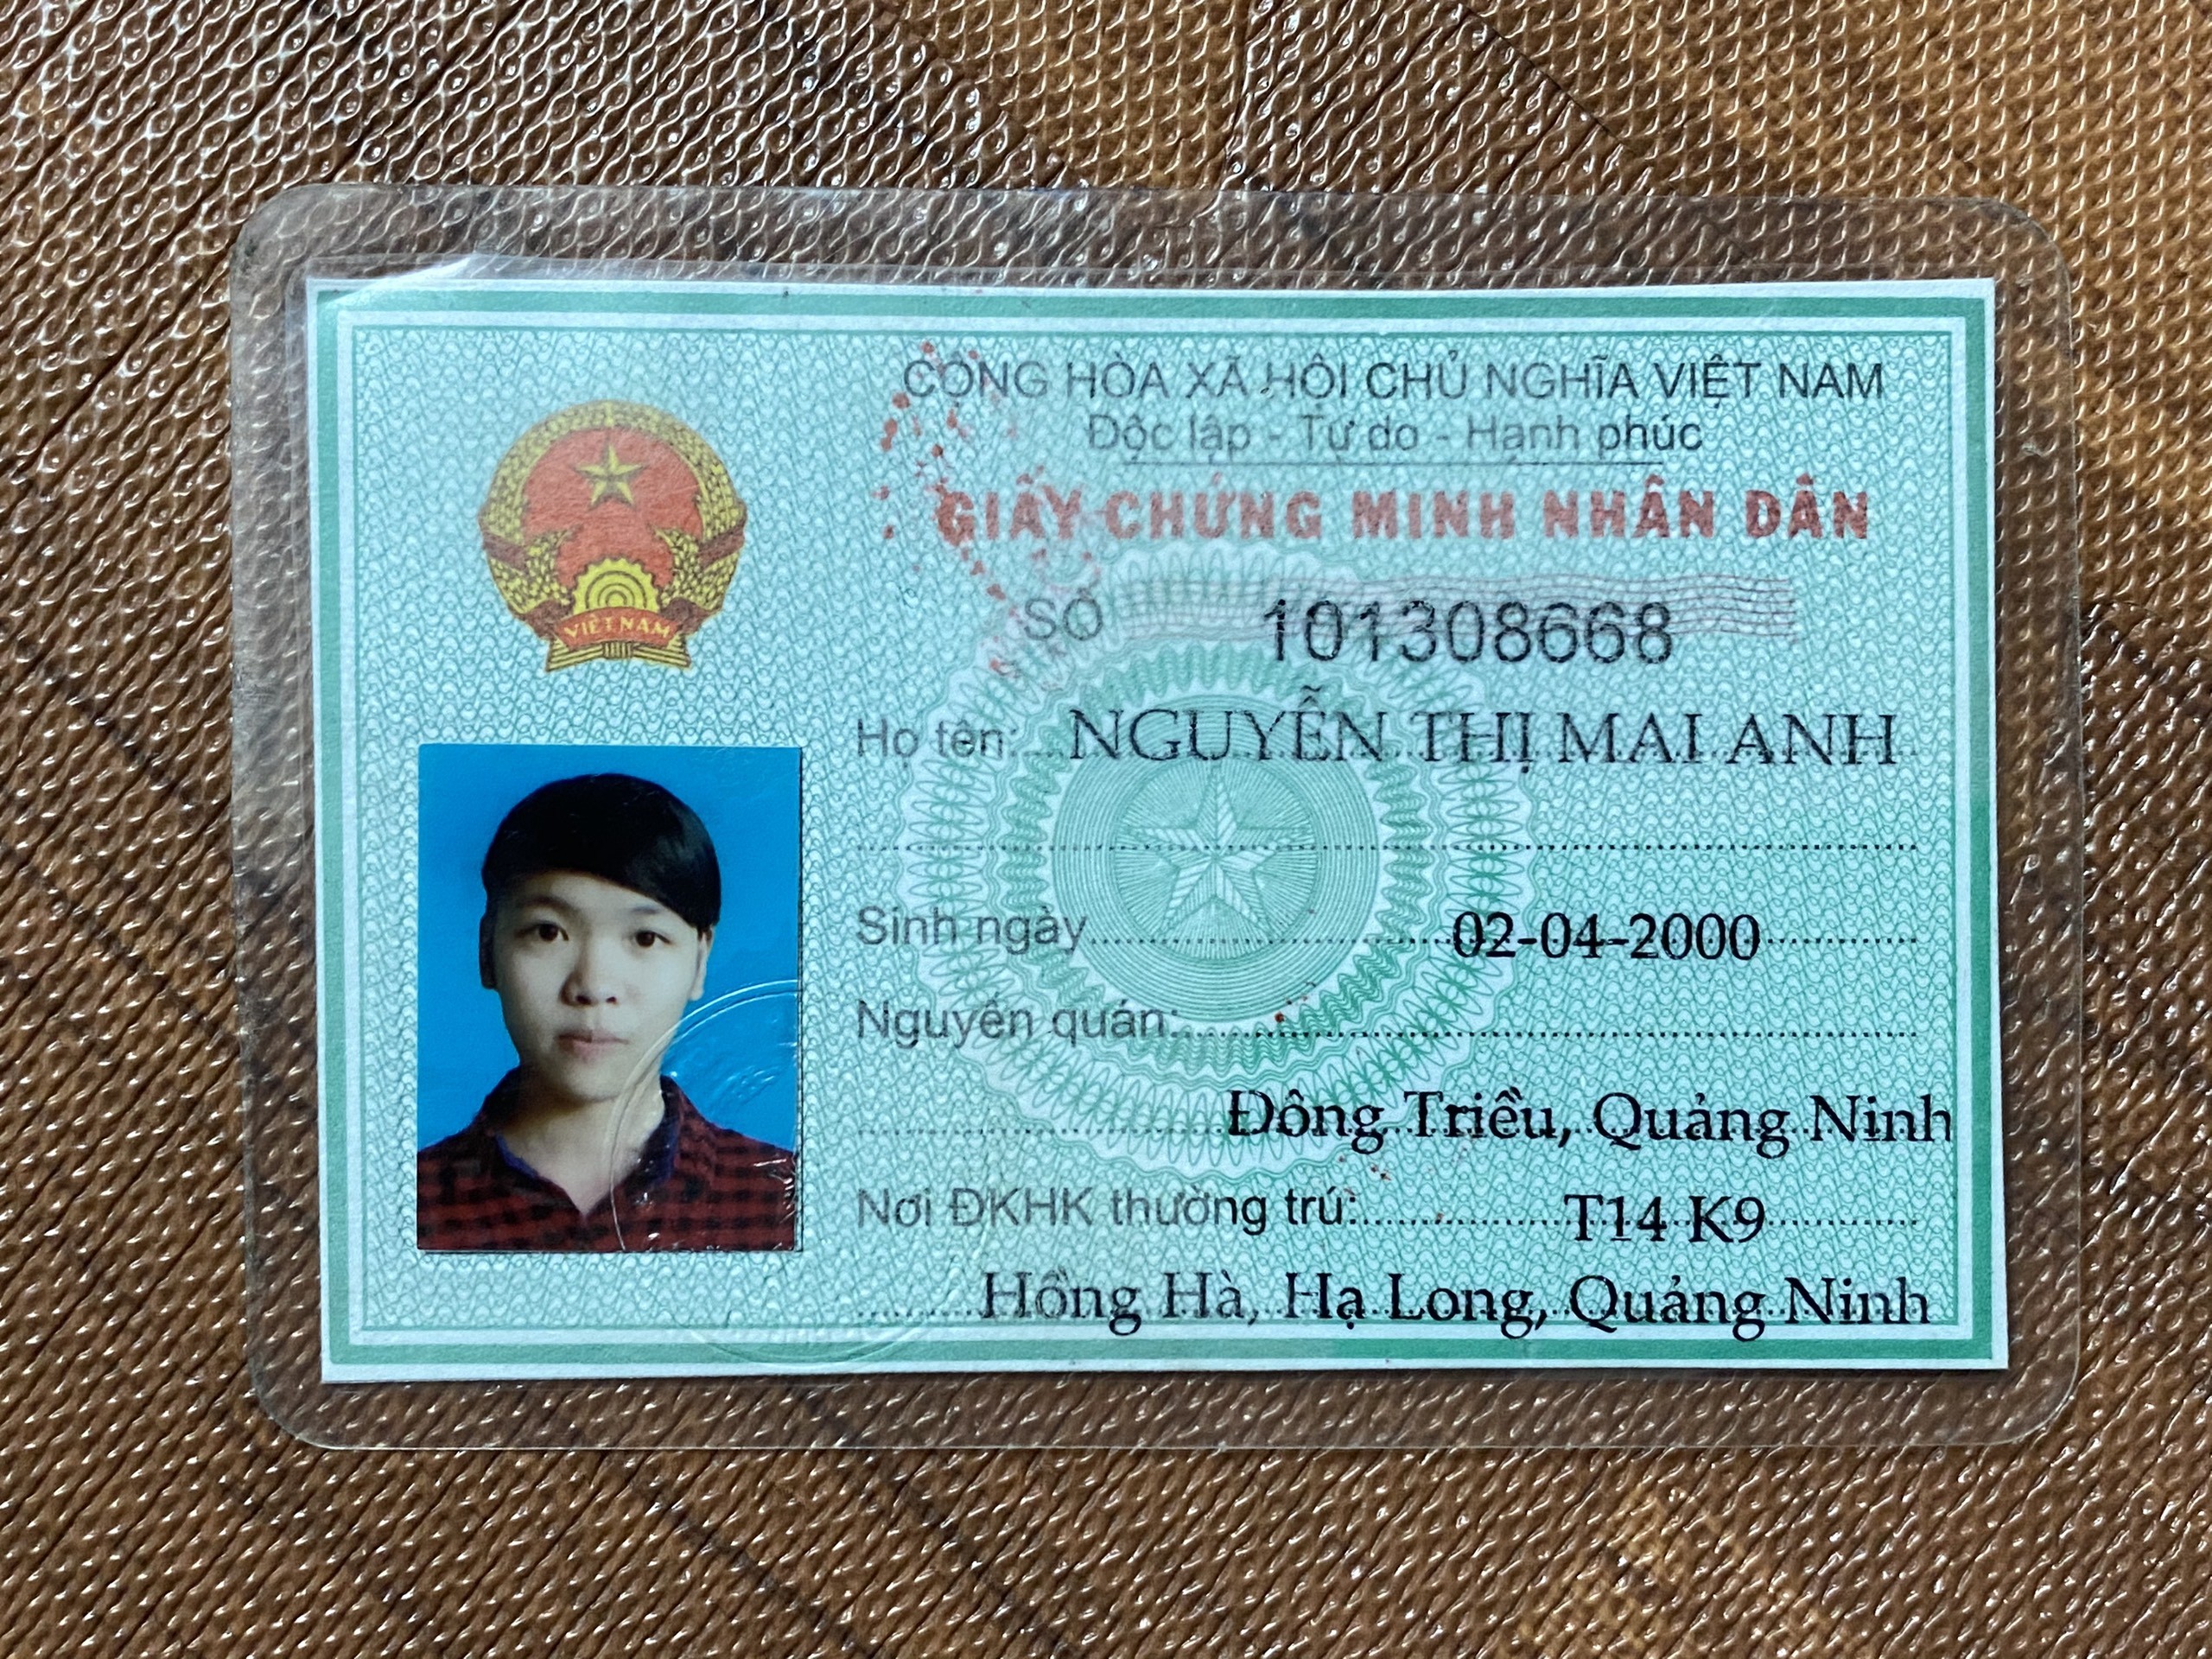 CỘNG HÒA XÃ HỘI CHỦ NGHĨA VIỆT NAM
Độc lập - Tự do - Hạnh phúc
GIẤY CHỨNG MINH NHÂN DÂN
VIỆT NAM
SỐ 101308668
Họ tên: NGUYỄN THỊ MAI ANH
Sinh ngày 02-04-2000
Nguyên quán:
Đông Triều, Quảng Ninh
Nơi ĐKHK thường trú: T14 K9
Hồng Hà, Hạ Long, Quảng Ninh